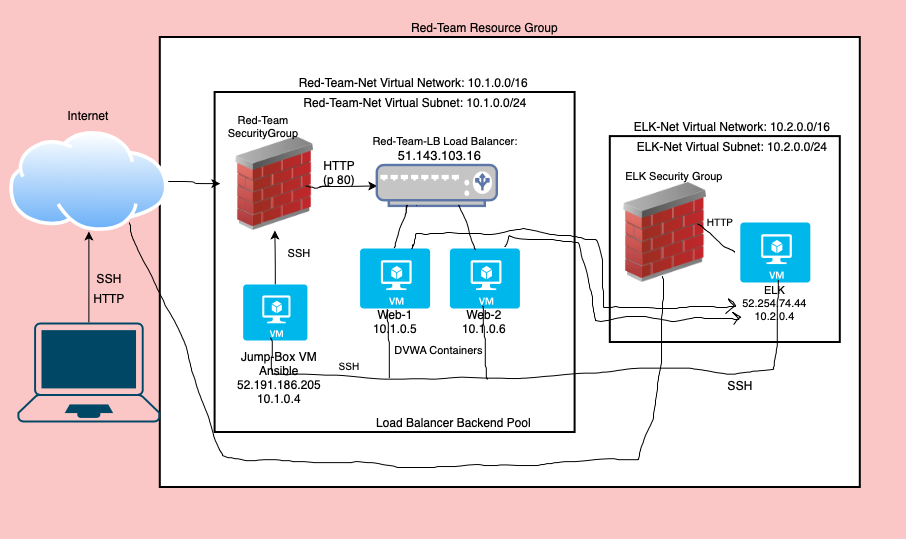 Red-Team Resource Group
Red-Team-Net Virtual Network: 10.1.0.0/16
Red-Team-Net Virtual Subnet: 10.1.0.0/24
Internet
Red-Team
SecurityGroup
HTTP
(p 80)
Red-Team-LB Load Balancer:
51.143.103.16
ELK-Net Virtual Network: 10.2.0.0/16
ELK-Net Virtual Subnet: 10.2.0.0/24
ELK Security Group
HTTP
VM
ELK
52.254.74.44
10.2.0.4
SSH
HTTP
SSH
VM
Web-1
10.1.0.5
VM
Web-2
10.1.0.6
DVWA Containers
VM
Jump-Box VM
Ansible
52.191.186.205
10.1.0.4
SSH
SSH
Load Balancer Backend Pool